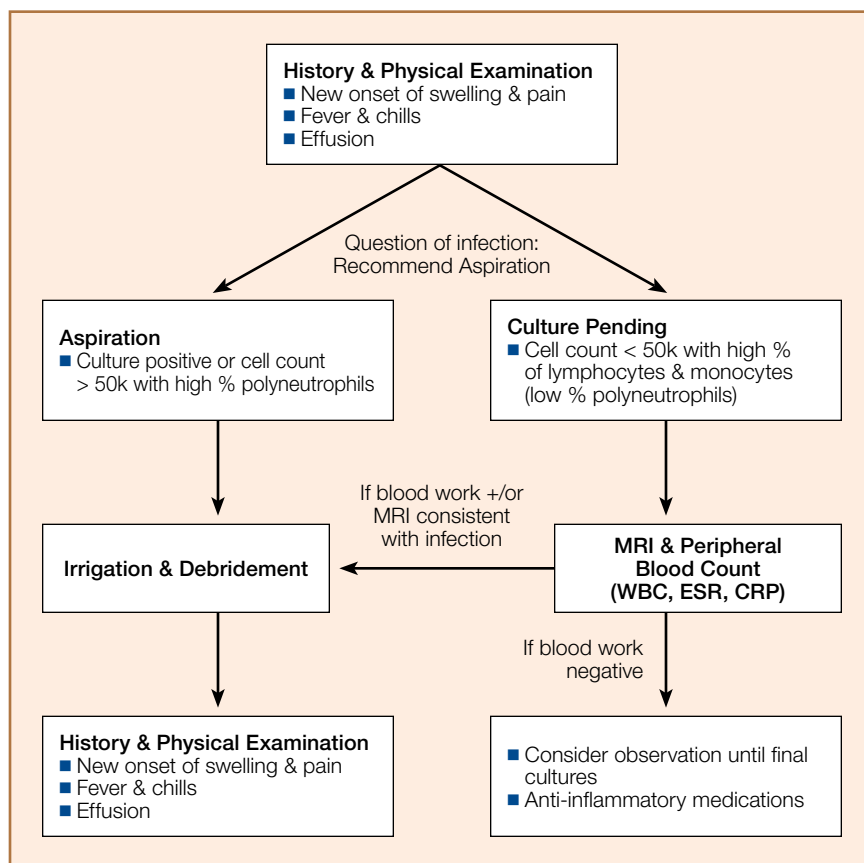 History & Physical Examination
■ New onset of swelling & pain
■ Fever & chills
■ Effusion
Question of infection:
Recommend Aspiration
Aspiration
■ Culture positive or cell count
> 50k with high % polyneutrophils
Culture Pending
■ Cell count < 50k with high %
of lymphocytes & monocytes
(low % polyneutrophils)
If blood work +/or
MRI consistent
with infection
Irrigation & Debridement
MRI & Peripheral
Blood Count
(WBC, ESR, CRP)
If blood work
negative
History & Physical Examination
■ New onset of swelling & pain
■ Fever & chills
■ Effusion
■ Consider observation until final
cultures
■ Anti-inflammatory medications